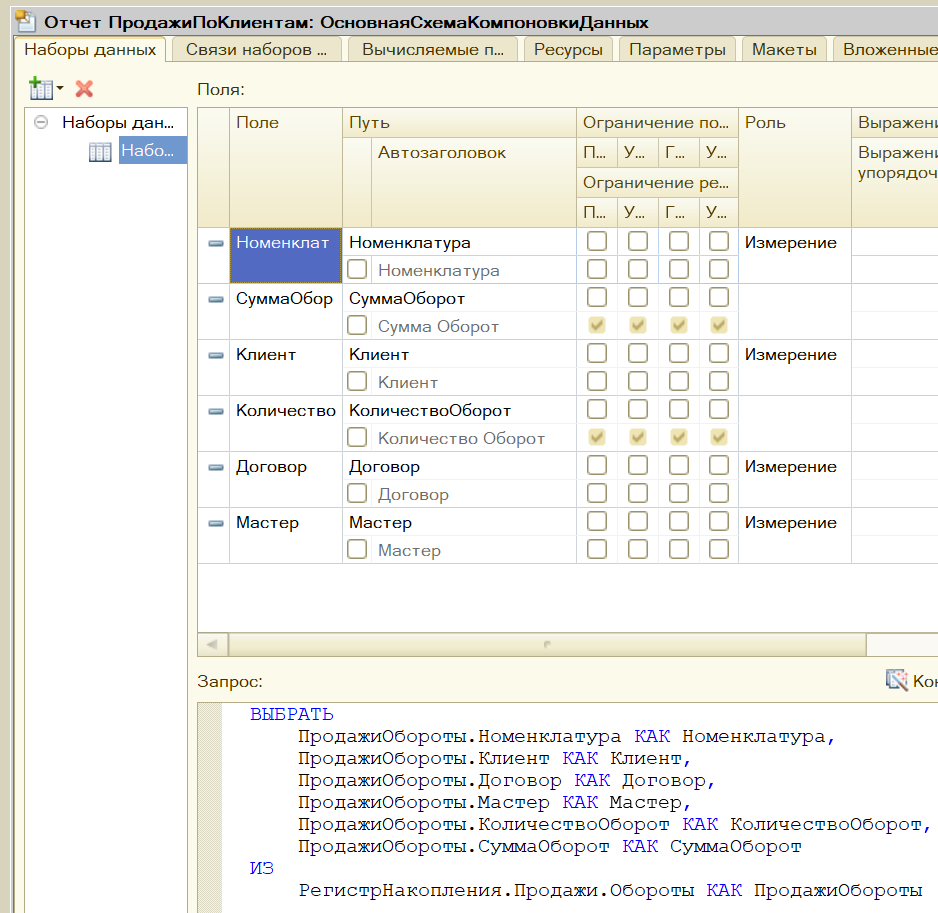 Отчет ПродажиПоКлиентам: ОсновнаяСхемаКомпоновкиДанных
Наборы данных Связи наборов ... Вычисляемые п... Ресурсы Параметры Макеты Вложенные
Поля:
Наборы дан...
Набо...
Поле Путь Ограничение по... Роль Выражени
Автозаголовок П... У... Г... У... Выражени
упорядоч
Ограничение ре...
П... У... Г... У...
Номенклат Номенклатура Измерение
Номенклатура
СуммаОбор СуммаОборот
Сумма Оборот
Клиент Клиент Измерение
Клиент
Количество КоличествоОборот
Количество Оборот
Договор Договор Измерение
Договор
Мастер Мастер Измерение
Мастер
Запрос: Кон
ВЫБРАТЬ
ПродажиОбороты.Номенклатура КАК Номенклатура,
ПродажиОбороты.Клиент КАК Клиент,
ПродажиОбороты.Договор КАК Договор,
ПродажиОбороты.Мастер КАК Мастер,
ПродажиОбороты.КоличествоОборот КАК КоличествоОборот,
ПродажиОбороты.СуммаОборот КАК СуммаОборот
ИЗ
РегистрНакопления.Продажи.Обороты КАК ПродажиОбороты